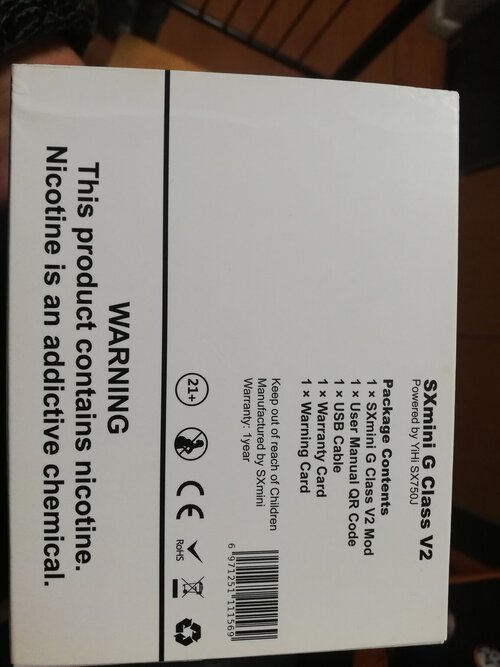 SXmini G Class V2
Powered by YiHi SX750J
Package Contents
1 × SXmini G Class V2 Mod
1 × User Manual QR Code
1 × USB Cable
1 × Warranty Card
1 × Warning Card
Keep out of reach of Children
Manufactured by SXmini
Warranty: 1year
6 971251 111569
21+
CE
RoHS
WARNING
This product contains nicotine.
Nicotine is an addictive chemical.